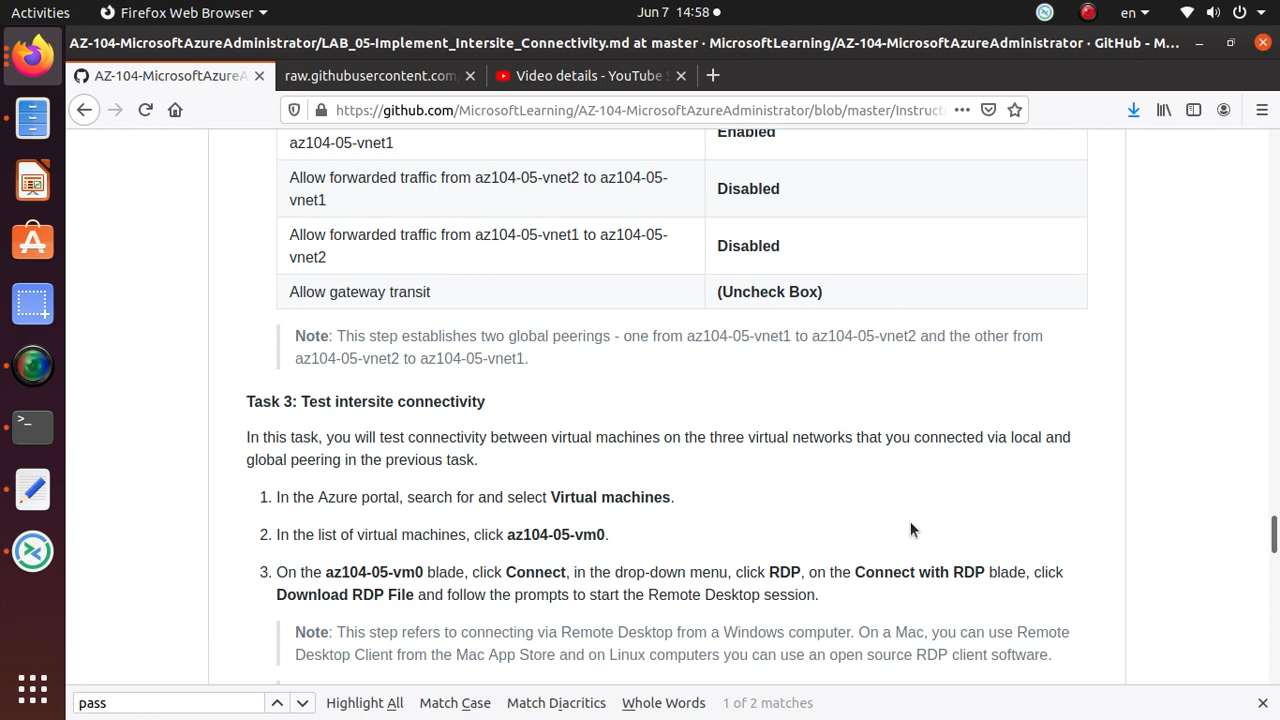 Activities
Firefox Web Browser
Jun 7 14:58
en
AZ-104-MicrosoftAzureAdministrator/LAB_05-Implement_Intersite_Connectivity.md at master · MicrosoftLearning/AZ-104-MicrosoftAzureAdministrator · GitHub - M...
AZ-104-MicrosoftAzureA
raw.githubusercontent.com
Video details - YouTube S
https://github.com/MicrosoftLearning/AZ-104-MicrosoftAzureAdministrator/blob/master/Instruct
az104-05-vnet1
Enabled
Allow forwarded traffic from az104-05-vnet2 to az104-05-
vnet1
Disabled
Allow forwarded traffic from az104-05-vnet1 to az104-05-
vnet2
Disabled
Allow gateway transit
(Uncheck Box)
Note: This step establishes two global peerings - one from az104-05-vnet1 to az104-05-vnet2 and the other from
az104-05-vnet2 to az104-05-vnet1.
Task 3: Test intersite connectivity
In this task, you will test connectivity between virtual machines on the three virtual networks that you connected via local and
global peering in the previous task.
1. In the Azure portal, search for and select Virtual machines.
2. In the list of virtual machines, click az104-05-vm0.
3. On the az104-05-vm0 blade, click Connect, in the drop-down menu, click RDP, on the Connect with RDP blade, click
Download RDP File and follow the prompts to start the Remote Desktop session.
Note: This step refers to connecting via Remote Desktop from a Windows computer. On a Mac, you can use Remote
Desktop Client from the Mac App Store and on Linux computers you can use an open source RDP client software.
pass
Highlight All
Match Case
Match Diacritics
Whole Words
1 of 2 matches